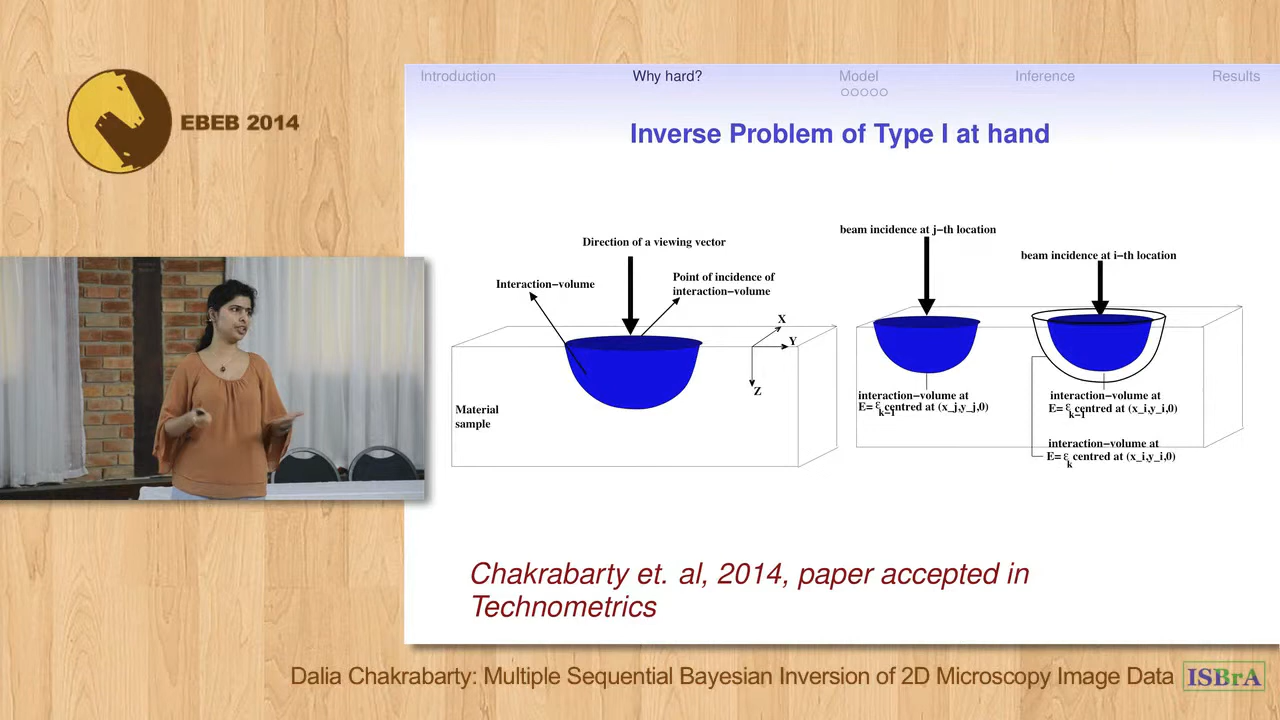 EBEB 2014
Introduction Why hard? Model Inference Results
Inverse Problem of Type I at hand
Direction of a viewing vector
Interaction−volume
Point of incidence of
interaction−volume
X
Y
Z
Material
sample
beam incidence at j−th location
beam incidence at i−th location
interaction−volume at
E= ε k−1 centred at (x_j,y_j,0)
interaction−volume at
E= ε k−1 centred at (x_i,y_i,0)
interaction−volume at
E= ε k centred at (x_i,y_i,0)
Chakrabarty et. al, 2014, paper accepted in
Technometrics
Dalia Chakrabarty: Multiple Sequential Bayesian Inversion of 2D Microscopy Image Data ISBrA